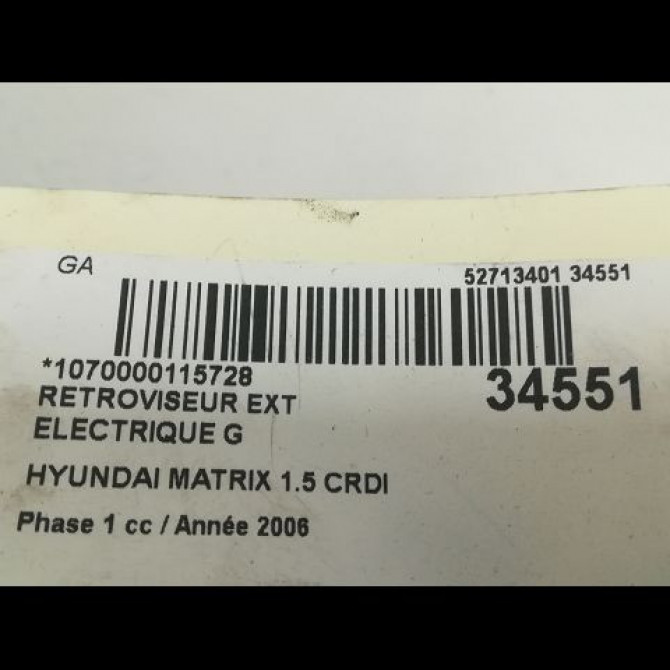 GA
52713401 34551
*1070000115728
34551
RETROVISEUR EXT
ELECTRIQUE G
HYUNDAI MATRIX 1.5 CRDI
Phase 1 cc / Année 2006